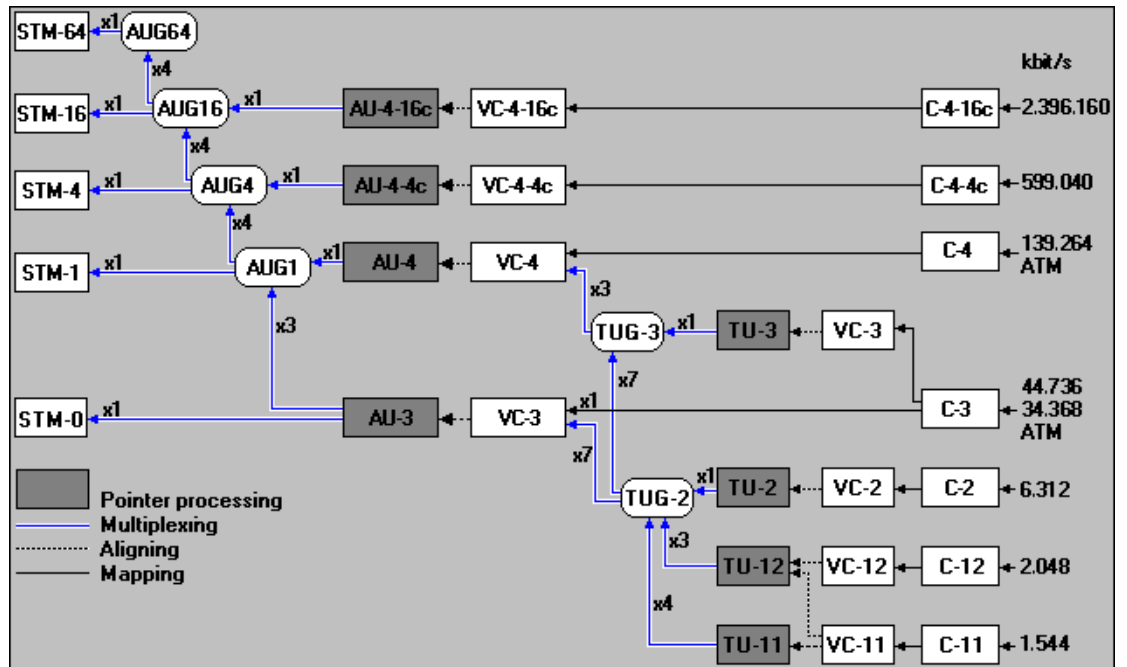 STM-64 x1 AUG64
x4
kbit/s
STM-16 x1 AUG16 x1 AU-4-16c VC-4-16c C-4-16c 2.396.160
x4
STM-4 x1 AUG4 x1 AU-4-4c VC-4-4c C-4-4c 599.040
x4
STM-1 x1 AUG1 x1 AU-4 VC-4 C-4 139.264
ATM
x3
x3
TUG-3 x1 TU-3 VC-3
x7
44.736
STM-0 x1 AU-3 VC-3 x1 C-3 34.368
ATM
x7
TUG-2 x1 TU-2 VC-2 C-2 6.312
Pointer processing
Multiplexing
Aligning
Mapping
x3
TU-12 VC-12 C-12 2.048
x4
TU-11 VC-11 C-11 1.544